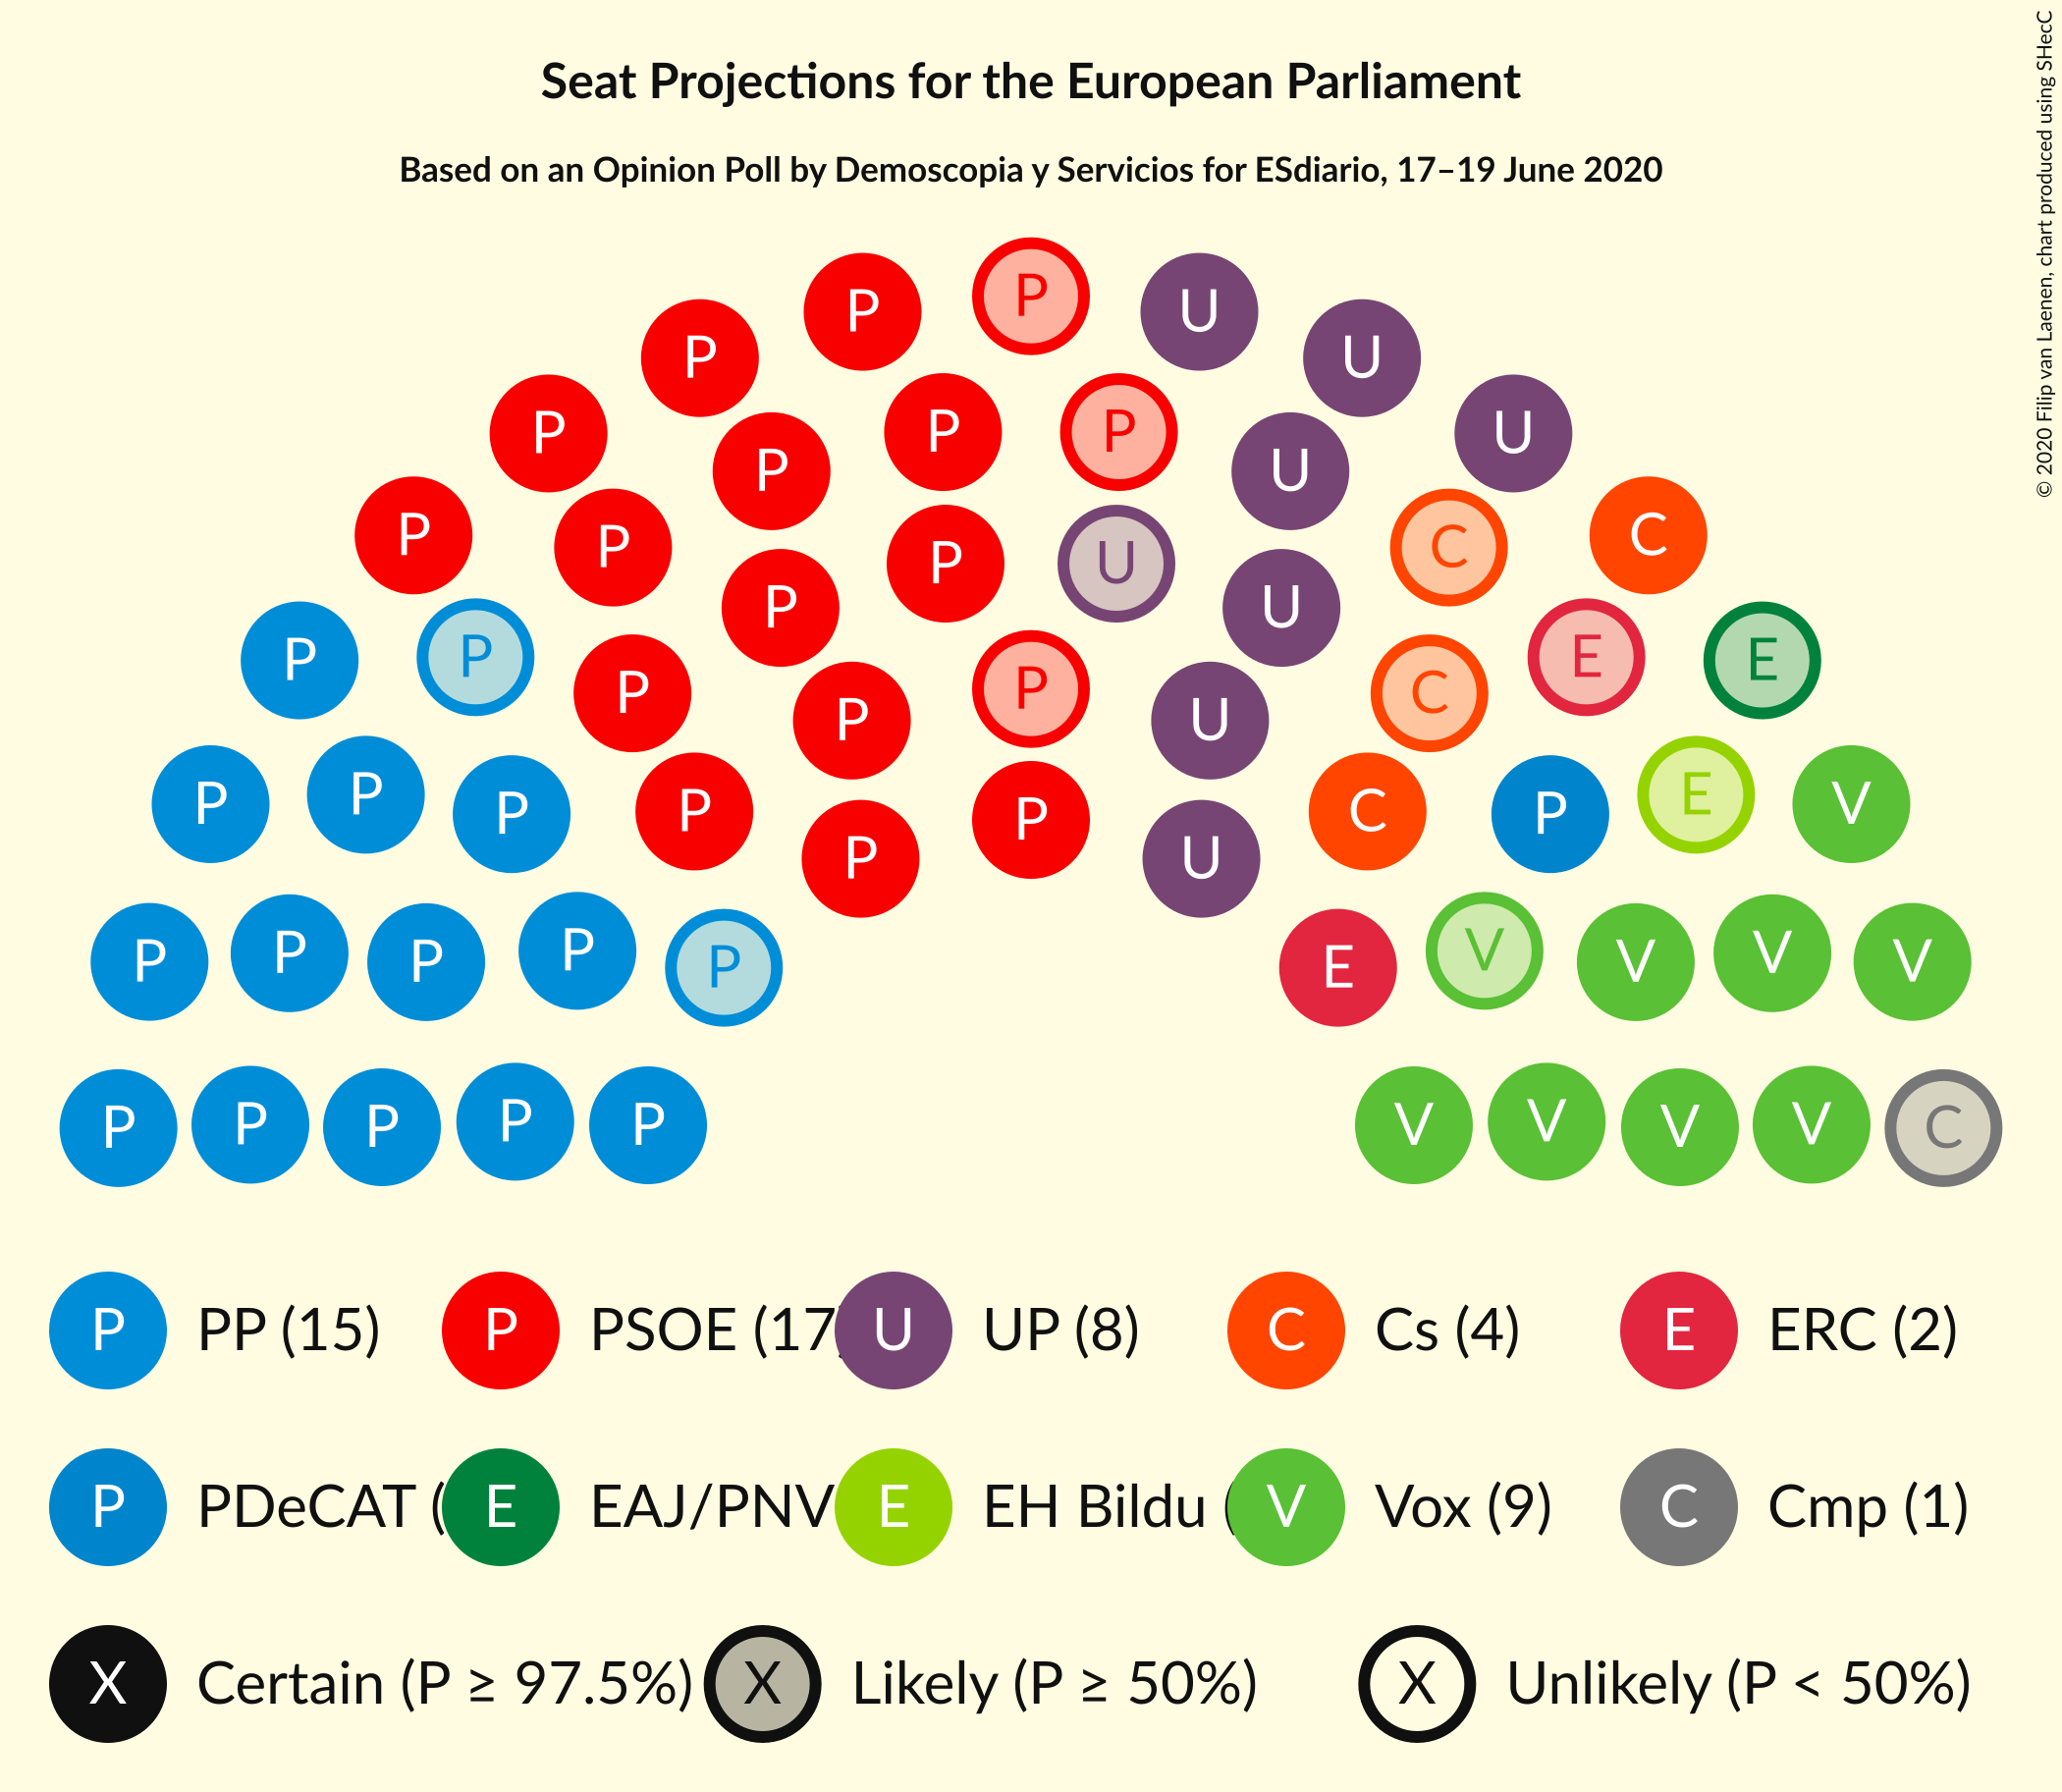 Seat Projections for the European Parliament
Based on an Opinion Poll by Demoscopia y Servicios for ESdiario, 17–19 June 2020
© 2020 Filip van Laenen, chart produced using SHecC
P P P U U
P P U
P P P P U
P P C C
P P U U
P P E E
P P C
P P U
P P P P C P E V
P P U
P P P P P E V V V V
P P P P P V V V V C
P PP (15) P PSOE (17 U UP (8) C Cs (4) E ERC (2)
P PDeCAT ( E EAJ/PNV E EH Bildu ( V Vox (9) C Cmp (1)
X Certain (P ≥ 97.5%) X Likely (P ≥ 50%) X Unlikely (P < 50%)